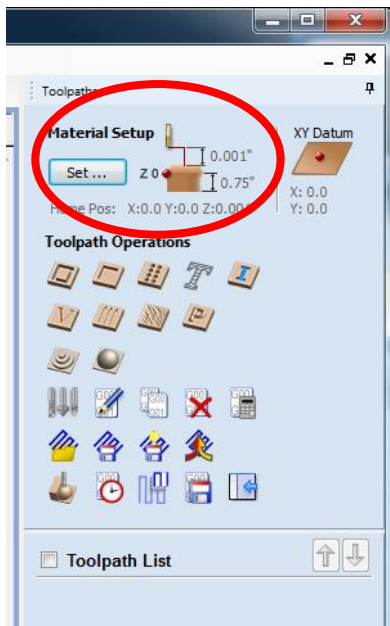 Toolpaths
Material Setup
XY Datum
0.001"
Set ...
Z 0
0.75"
X: 0.0
Home Pos: X:0.0 Y:0.0 Z:0.001
Y: 0.0
Toolpath Operations
Toolpath List